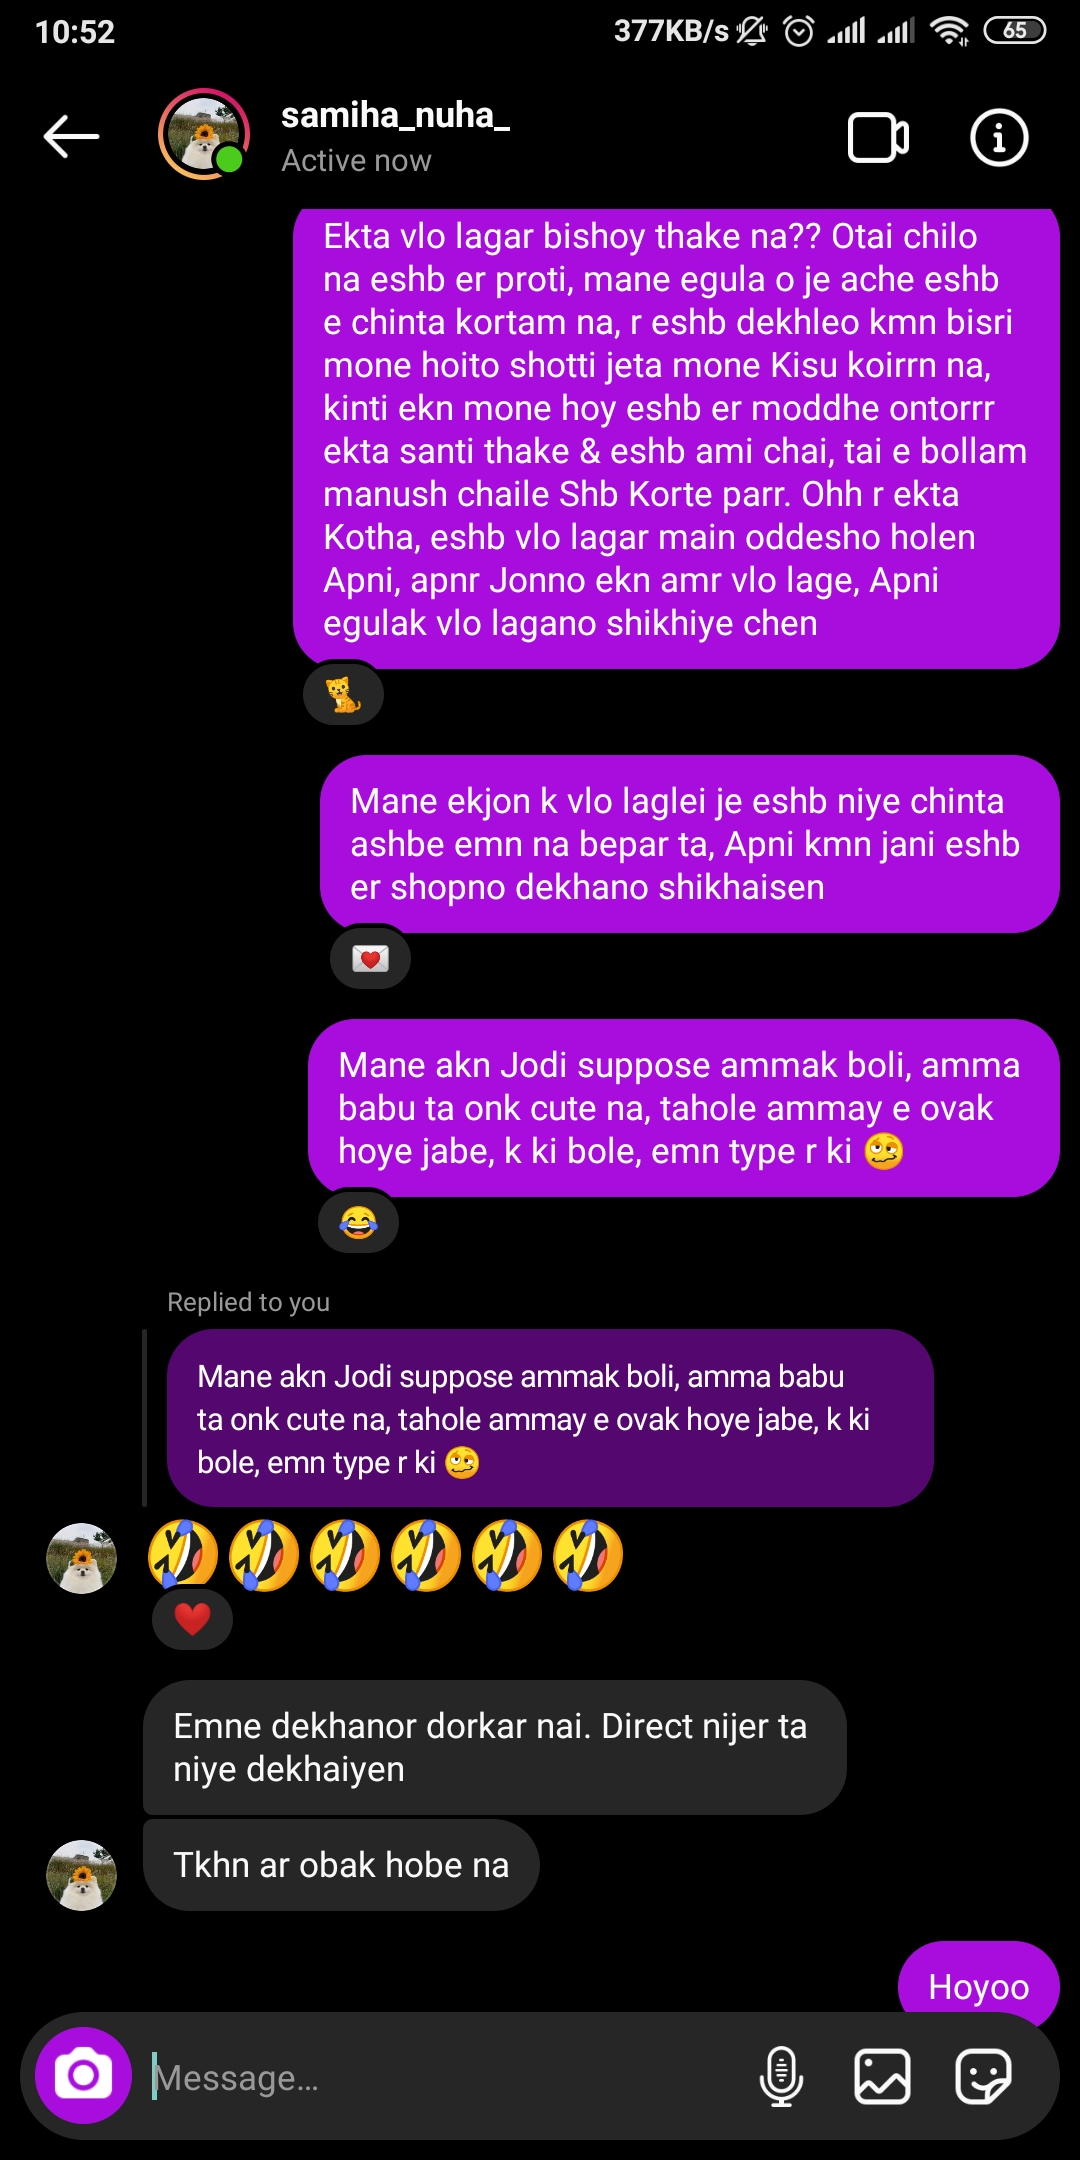 10:52
377KB/s
65
samiha_nuha_
Active now
Ekta vlo lagar bishoy thake na?? Otai chilo
na eshb er proti, mane egula o je ache eshb
e chinta kortam na, r eshb dekhleo kmn bisri
mone hoito shotti jeta mone Kisu koirrn na,
kinti ekn mone hoy eshb er moddhe ontorrr
ekta santi thake & eshb ami chai, tai e bollam
manush chaile Shb Korte parr. Ohh r ekta
Kotha, eshb vlo lagar main oddesho holen
Apni, apnr Jonno ekn amr vlo lage, Apni
egulak vlo lagano shikhiye chen
Mane ekjon k vlo laglei je eshb niye chinta
ashbe emn na bepar ta, Apni kmn jani eshb
er shopno dekhano shikhaisen
Mane akn Jodi suppose ammak boli, amma
babu ta onk cute na, tahole ammay e ovak
hoye jabe, k ki bole, emn type r ki 🥴
Replied to you
Mane akn Jodi suppose ammak boli, amma babu
ta onk cute na, tahole ammay e ovak hoye jabe, k ki
bole, emn type r ki 🥴
🤣🤣🤣🤣🤣🤣
Emne dekhanor dorkar nai. Direct nijer ta
niye dekhaiyen
Tkhn ar obak hobe na
Hoyoo
Message...